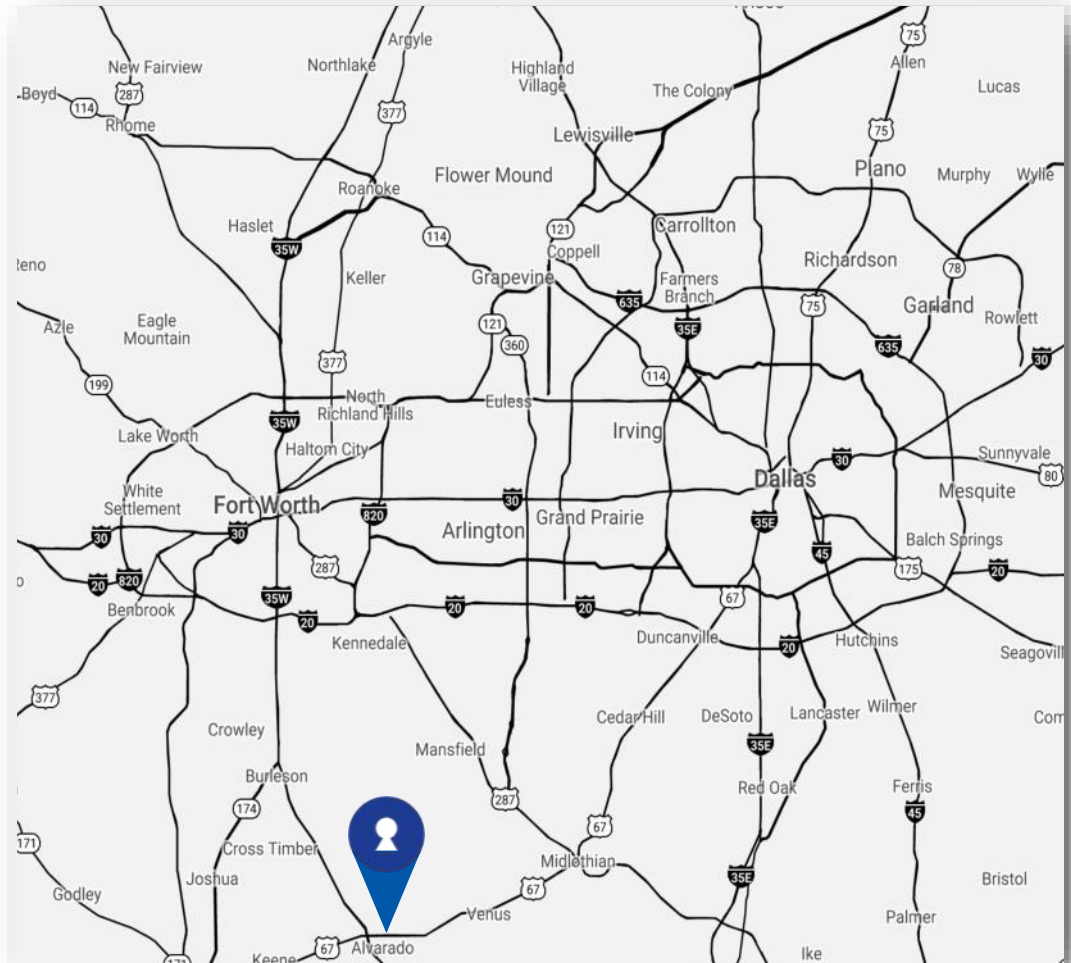 Argyle
75
New Fairview
Northlake
Highland
Village
Allen
287
Lucas
Boyd
114
377
The Colony
Rhome
Lewisville
75
Plano
Flower Mound
Murphy
Wylie
Roanoke
Haslet
114
121
Carrollton
35W
Coppell
Richardson
Keller
Grapevine
Farmers
Branch
78
635
75
Garland
Rowlett
Azle
Eagle
Mountain
121
35E
360
635
30
377
114
199
North
Richland Hills
Euless
35W
Irving
Lake Worth
Haltom City
30
Sunnyvale
80
Dallas
White
Settlement
Fort Worth
30
Mesquite
820
Arlington
Grand Prairie
35E
30
30
45
Balch Springs
287
175
20
20
820
35W
67
Benbrook
20
20
20
Kennedale
Duncanville
20
Hutchins
Seagovil
377
Crowley
Cedar Hill
DeSoto
Lancaster
Wilmer
Com
Mansfield
35E
Burleson
Red Oak
Ferris
174
287
45
67
171
Cross Timber
Midlothian
Joshua
35E
Godley
67
Bristol
Venus
Palmer
67
Alvarado
Keene
171
Ike